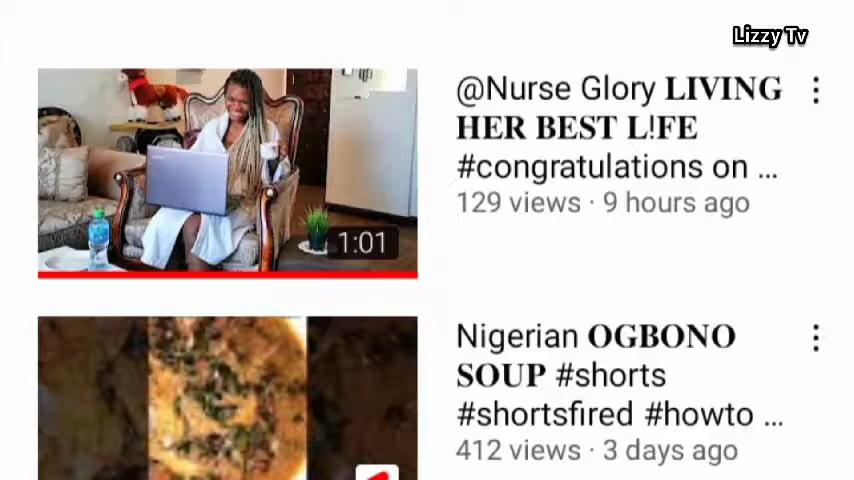 Lizzy Tv
@Nurse Glory LIVING
HER BEST L!FE
#congratulations on ...
129 views · 9 hours ago
1:01
Nigerian OGBONO
SOUP #shorts
#shortsfired #howto ...
412 views · 3 days ago